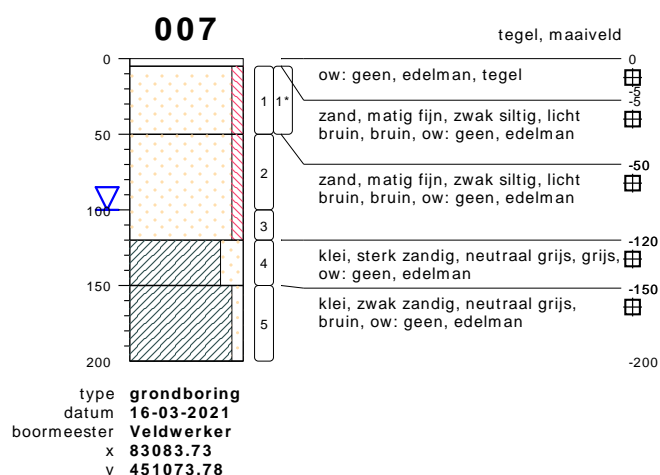 007
tegel, maaiveld
0
0
ow: geen, edelman, tegel
-5
-5
1
1*
zand, matig fijn, zwak siltig, licht
bruin, bruin, ow: geen, edelman
50
-50
2
zand, matig fijn, zwak siltig, licht
bruin, bruin, ow: geen, edelman
100
3
-120
4
klei, sterk zandig, neutraal grijs, grijs,
ow: geen, edelman
150
-150
5
klei, zwak zandig, neutraal grijs,
bruin, ow: geen, edelman
200
-200
type grondboring
datum 16-03-2021
boormeester Veldwerker
x 83083.73
y 451073.78